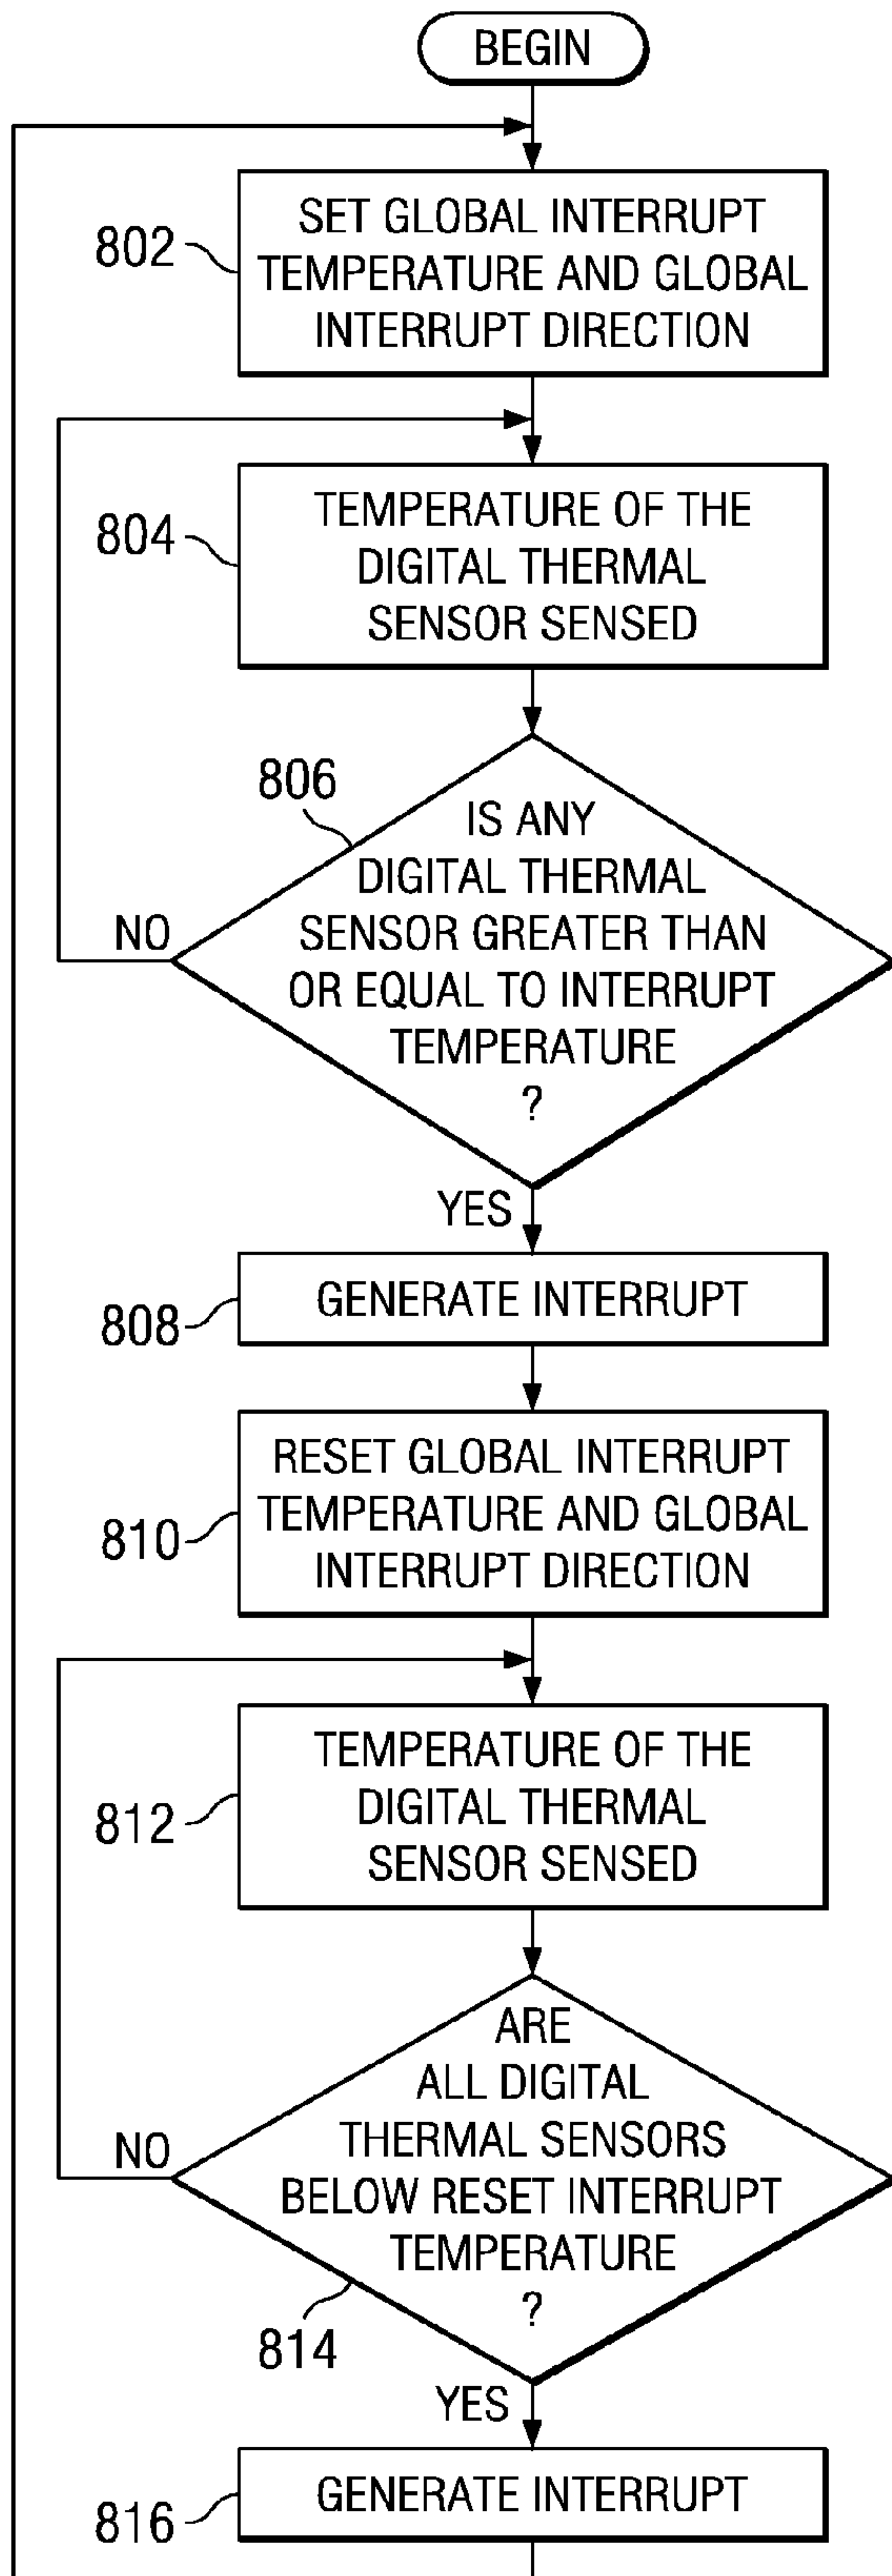 BEGIN
802
SET GLOBAL INTERRUPT
TEMPERATURE AND GLOBAL
INTERRUPT DIRECTION
804
TEMPERATURE OF THE
DIGITAL THERMAL
SENSOR SENSED
806
IS ANY
DIGITAL THERMAL
SENSOR GREATER THAN
OR EQUAL TO INTERRUPT
TEMPERATURE
?
NO
YES
808
GENERATE INTERRUPT
810
RESET GLOBAL INTERRUPT
TEMPERATURE AND GLOBAL
INTERRUPT DIRECTION
812
TEMPERATURE OF THE
DIGITAL THERMAL
SENSOR SENSED
ARE
ALL DIGITAL
THERMAL SENSORS
BELOW RESET INTERRUPT
TEMPERATURE
?
NO
814
YES
816
GENERATE INTERRUPT